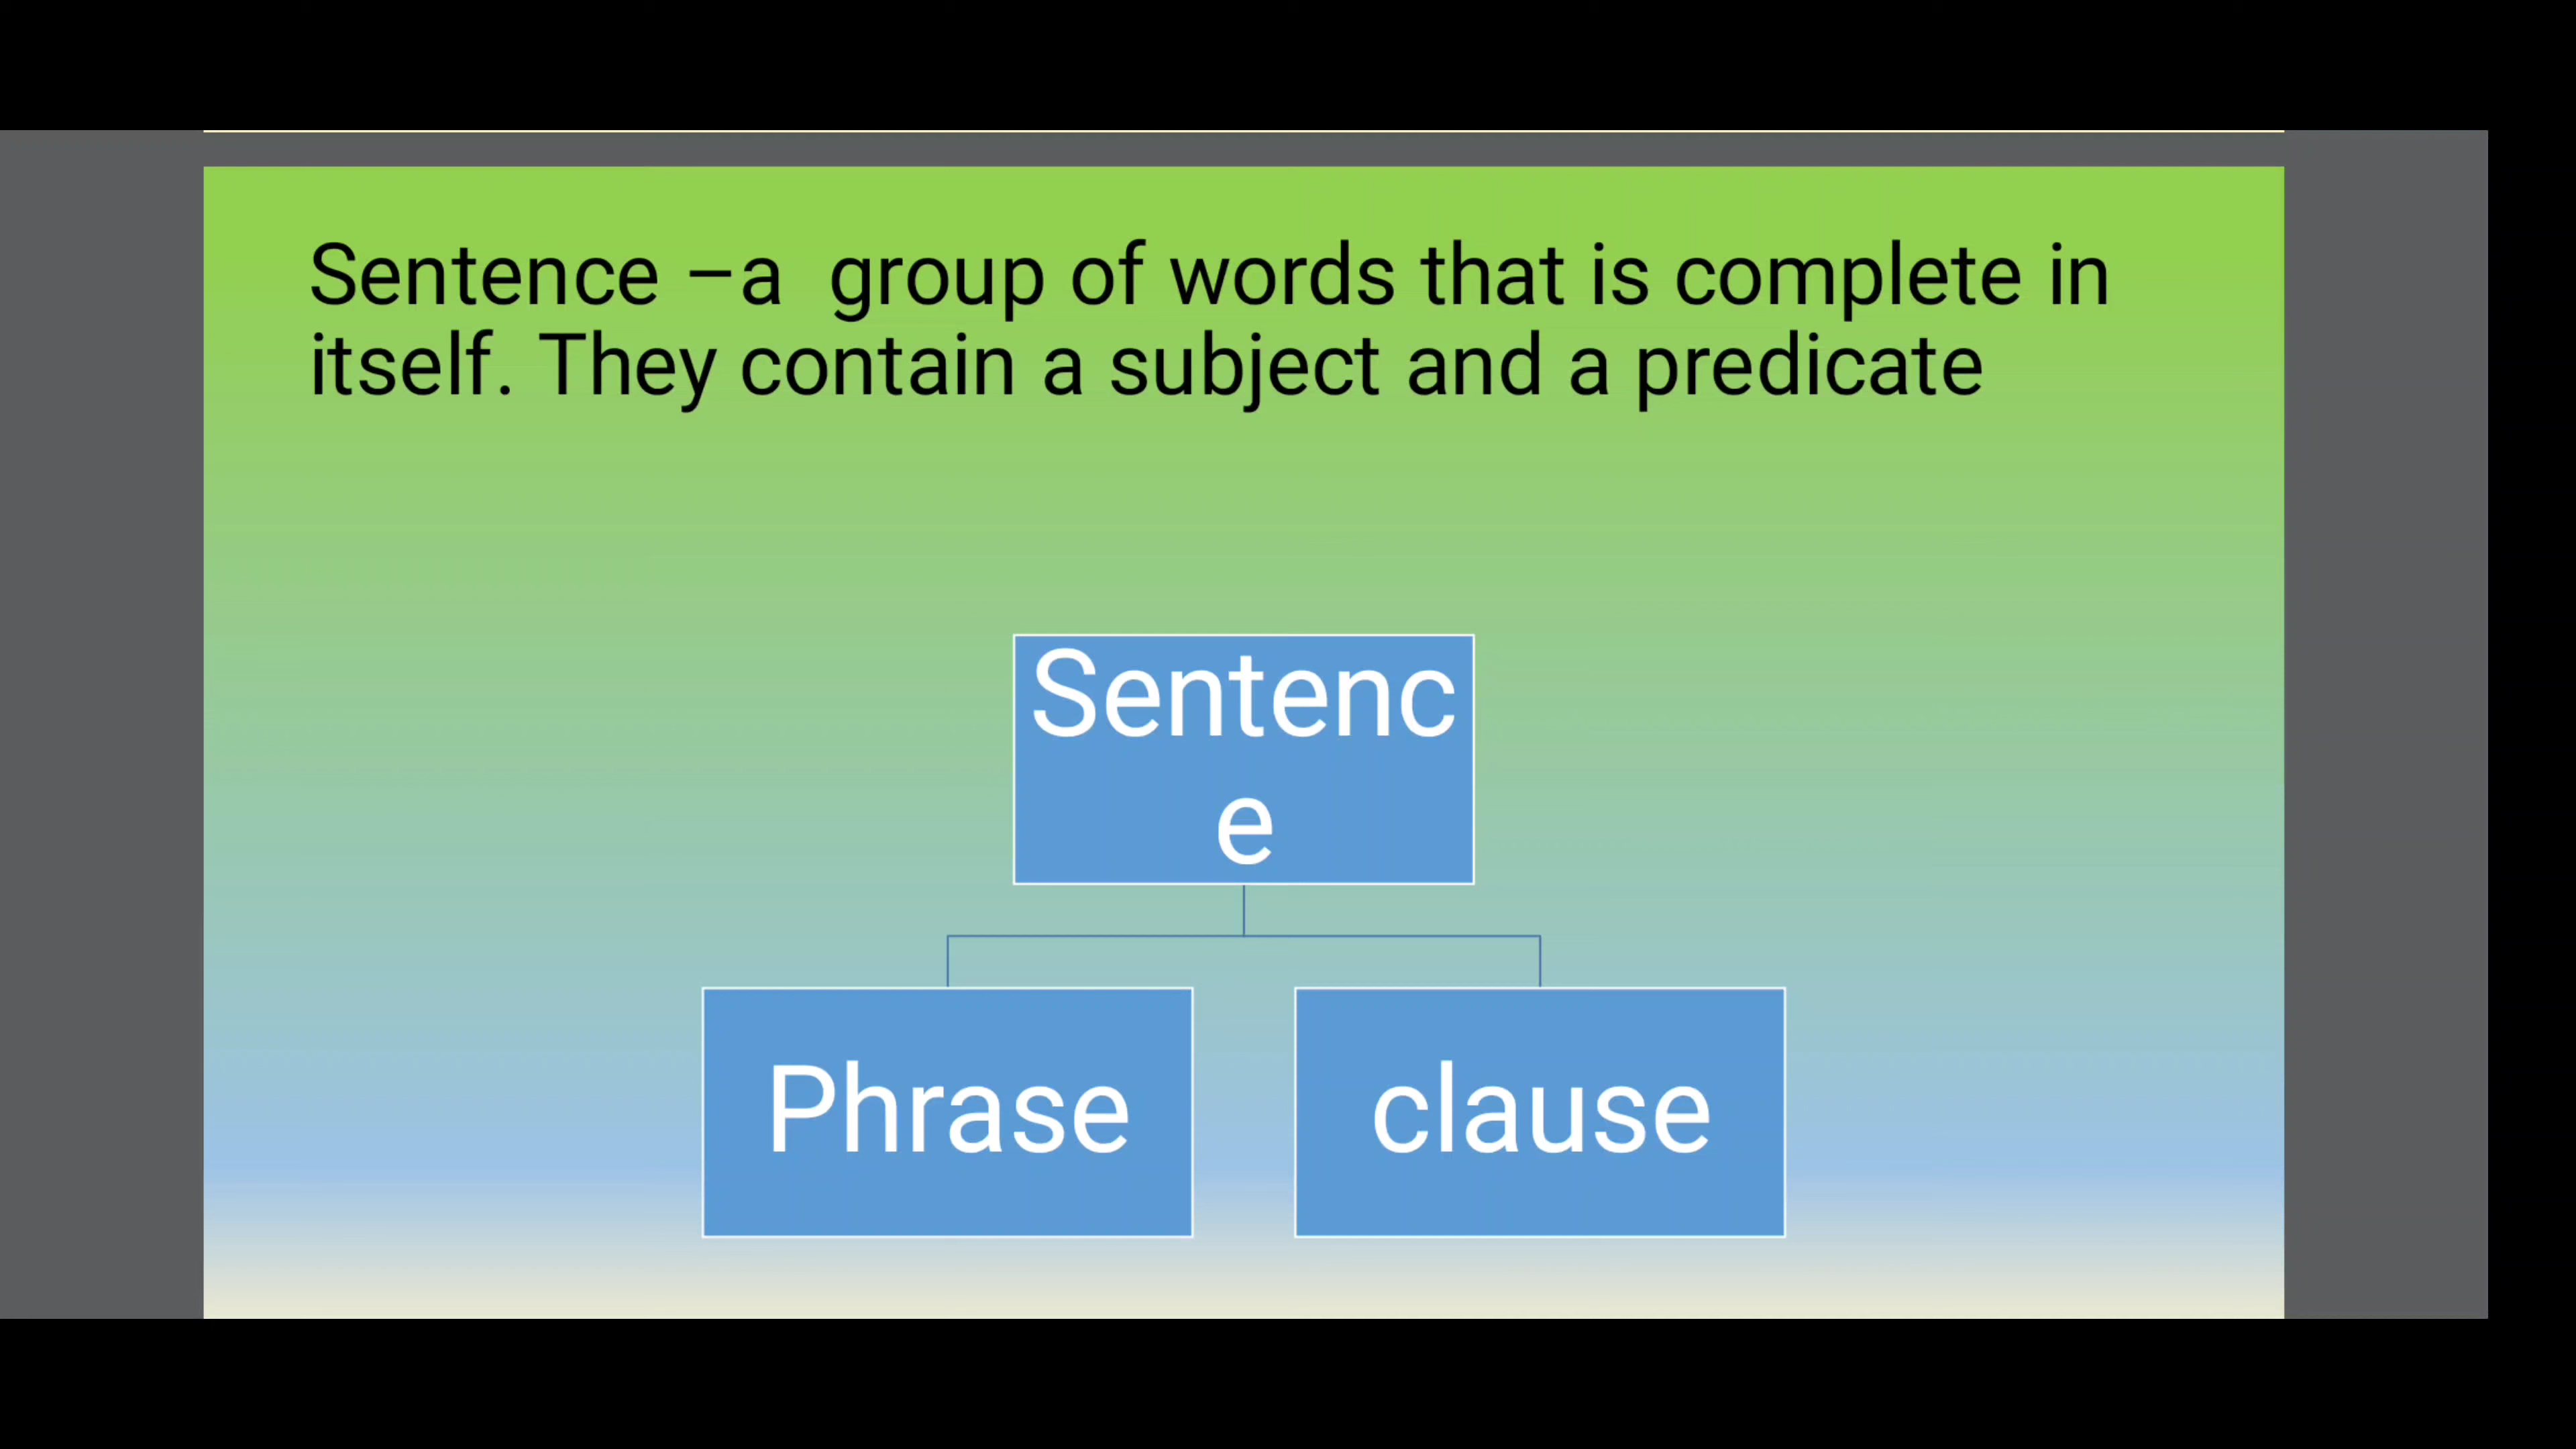 Sentence –a  group of words that is complete in
itself. They contain a subject and a predicate
Sentenc
e
Phrase
clause